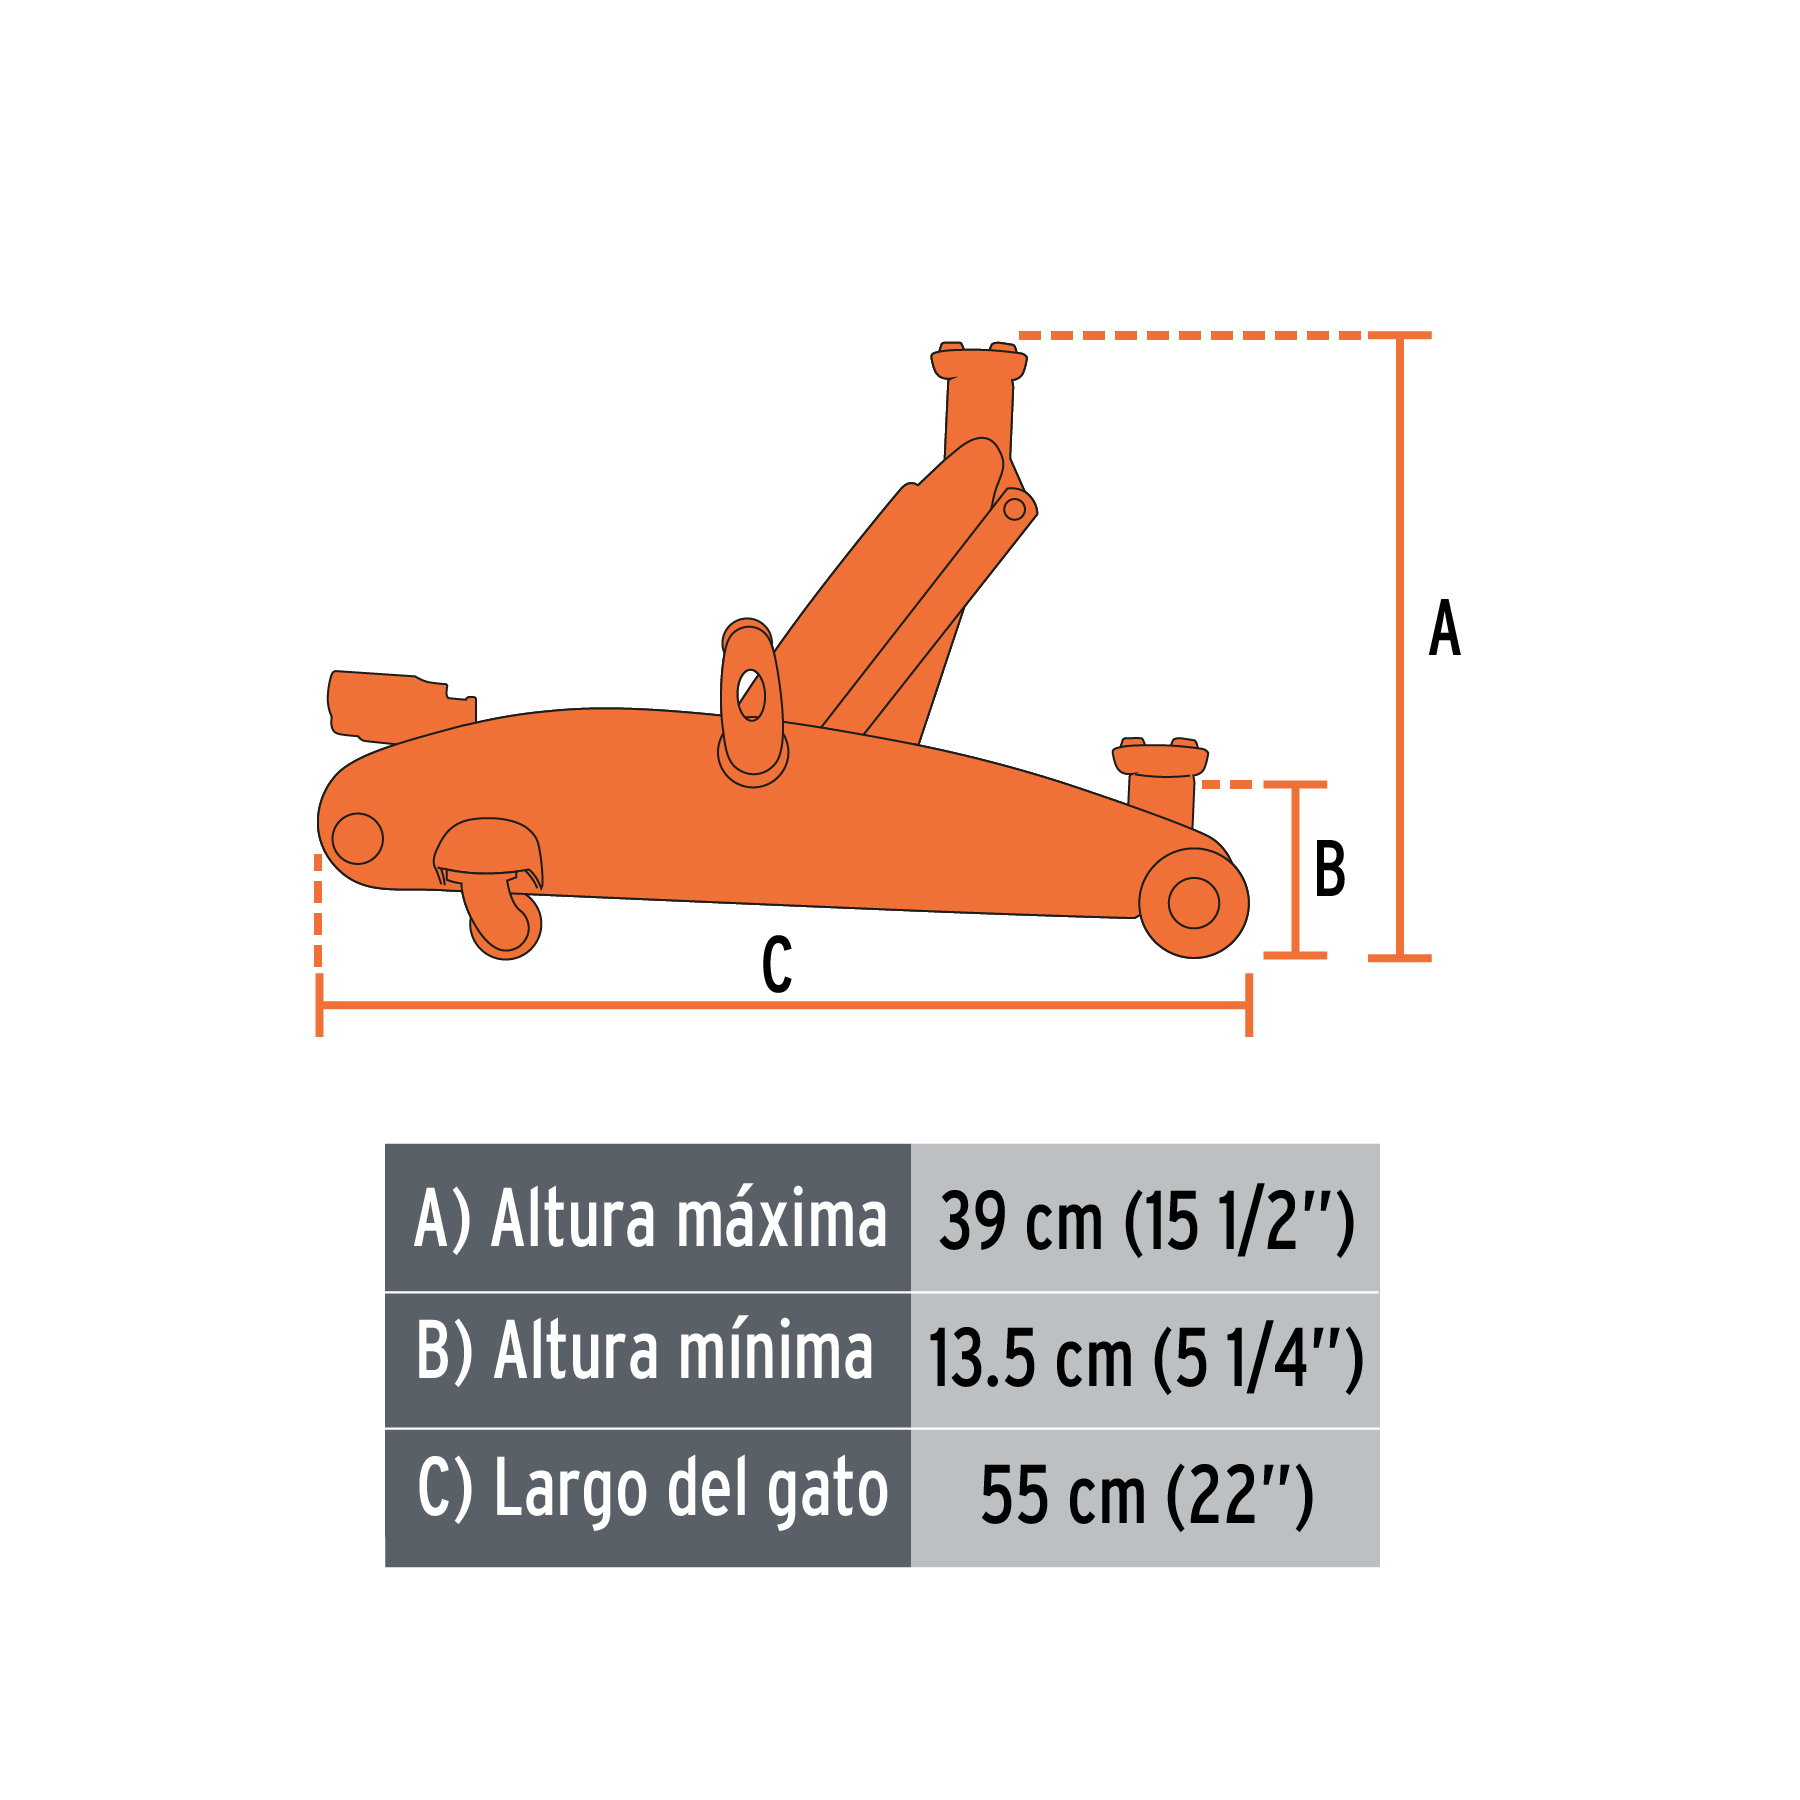 A
B
C
A) Altura máxima 39 cm (15 1/2")
B) Altura mínima 13.5 cm (5 1/4")
C) Largo del gato 55 cm (22")